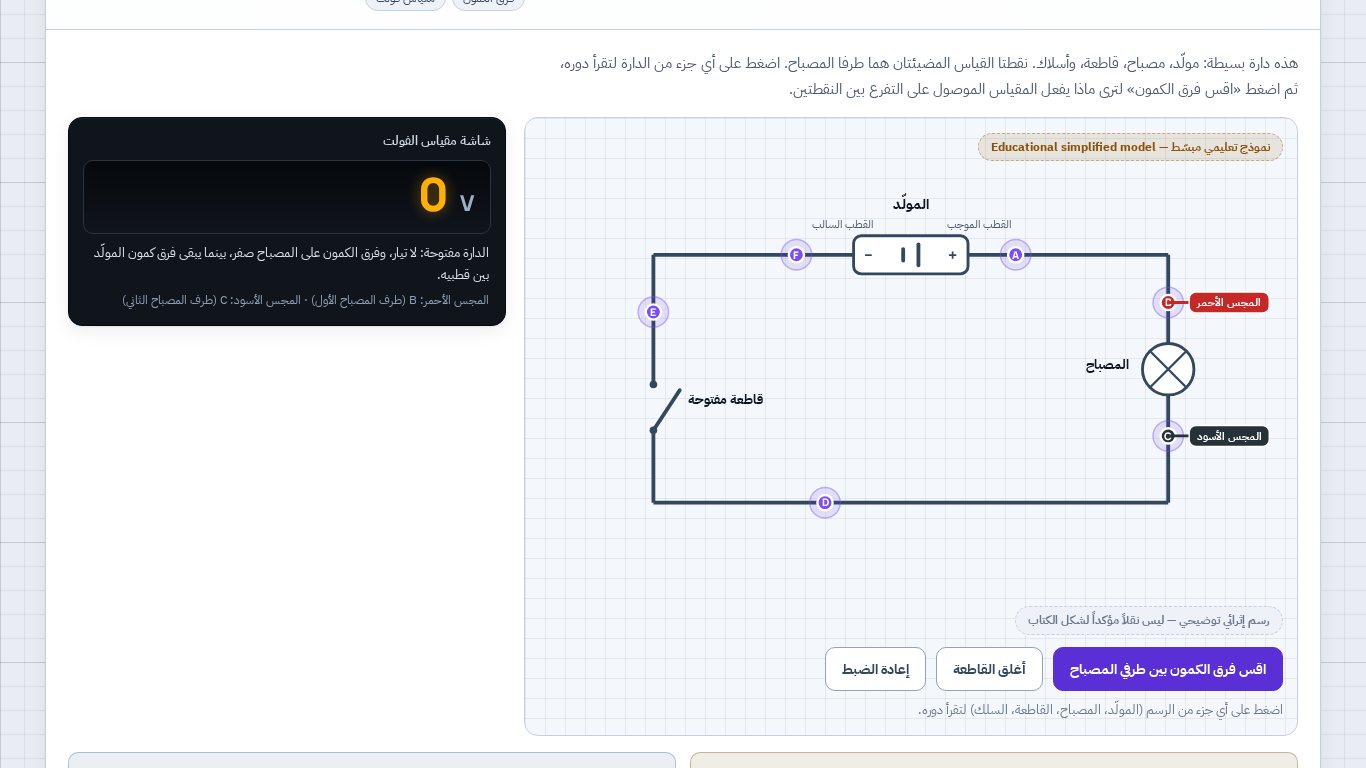 فرق الكمون
مقياس فولت
هذه دارة بسيطة: مولّد، مصباح، قاطعة، وأسلاك. نقطتا القياس المضيئتان هما طرفا المصباح. اضغط على أي جزء من الدارة لتقرأ دوره،
ثم اضغط «اقس فرق الكمون» لترى ماذا يفعل المقياس الموصول على التفرع بين النقطتين.
نموذج تعليمي مبسّط — Educational simplified model
المولّد
القطب الموجب
القطب السالب
F
−
+
A
E
المجس الأحمر
المصباح
قاطعة مفتوحة
C
المجس الأسود
D
رسم إثرائي توضيحي — ليس نقلاً مؤكداً لشكل الكتاب
اقس فرق الكمون بين طرفي المصباح
أغلق القاطعة
إعادة الضبط
اضغط على أي جزء من الرسم (المولّد، المصباح، القاطعة، السلك) لتقرأ دوره.
شاشة مقياس الفولت
0 V
الدارة مفتوحة: لا تيار، وفرق الكمون على المصباح صفر، بينما يبقى فرق كمون المولّد
بين قطبيه.
المجس الأحمر: B (طرف المصباح الأول) · المجس الأسود: C (طرف المصباح الثاني)